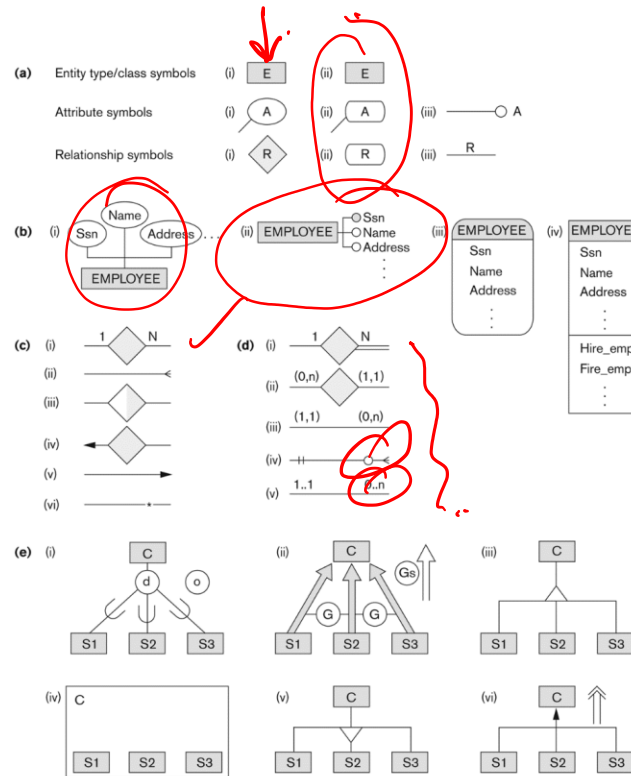 (a) Entity type/class symbols (i) E (ii) E
Attribute symbols (i) A (ii) A (iii) A
Relationship symbols (i) R (ii) R (iii) R
(b) (i) Ssn Name Address . . . (ii) EMPLOYEE Ssn (iii) EMPLOYEE (iv) EMPLOYE
EMPLOYEE Name Ssn Ssn
Address Name Name
Address Address
Hire_emp
Fire_emp
(c) (i) 1 N (d) (i) 1 N
(ii) (ii) (0,n) (1,1)
(iii) (iii) (1,1) (0,n)
(iv) (iv)
(v) (v) 1..1 0..n
(vi) *
(e) (i) C (ii) C (iii) C
d o Gs
G G
S1 S2 S3 S1 S2 S3 S1 S2 S3
(iv) C (v) C (vi) C
S1 S2 S3 S1 S2 S3 S1 S2 S3